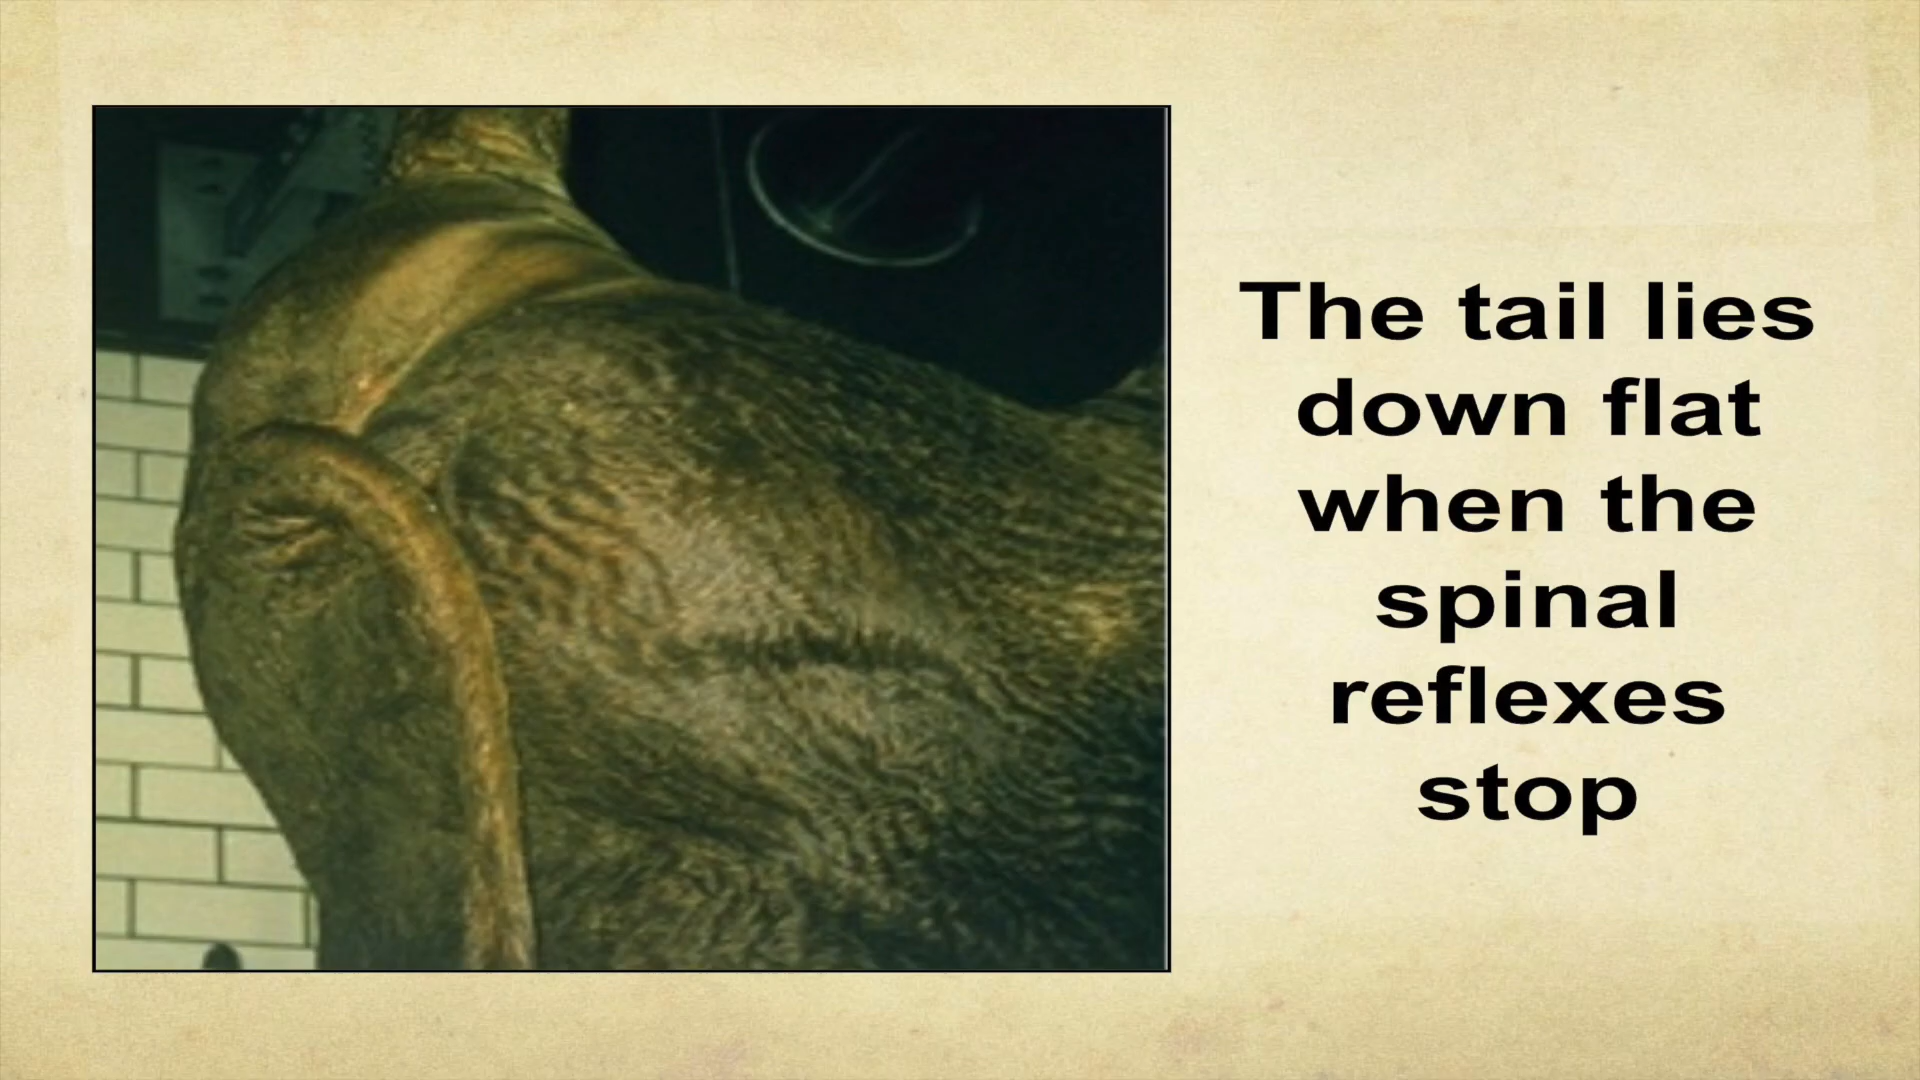 The tail lies
down flat
when the
spinal
reflexes
stop